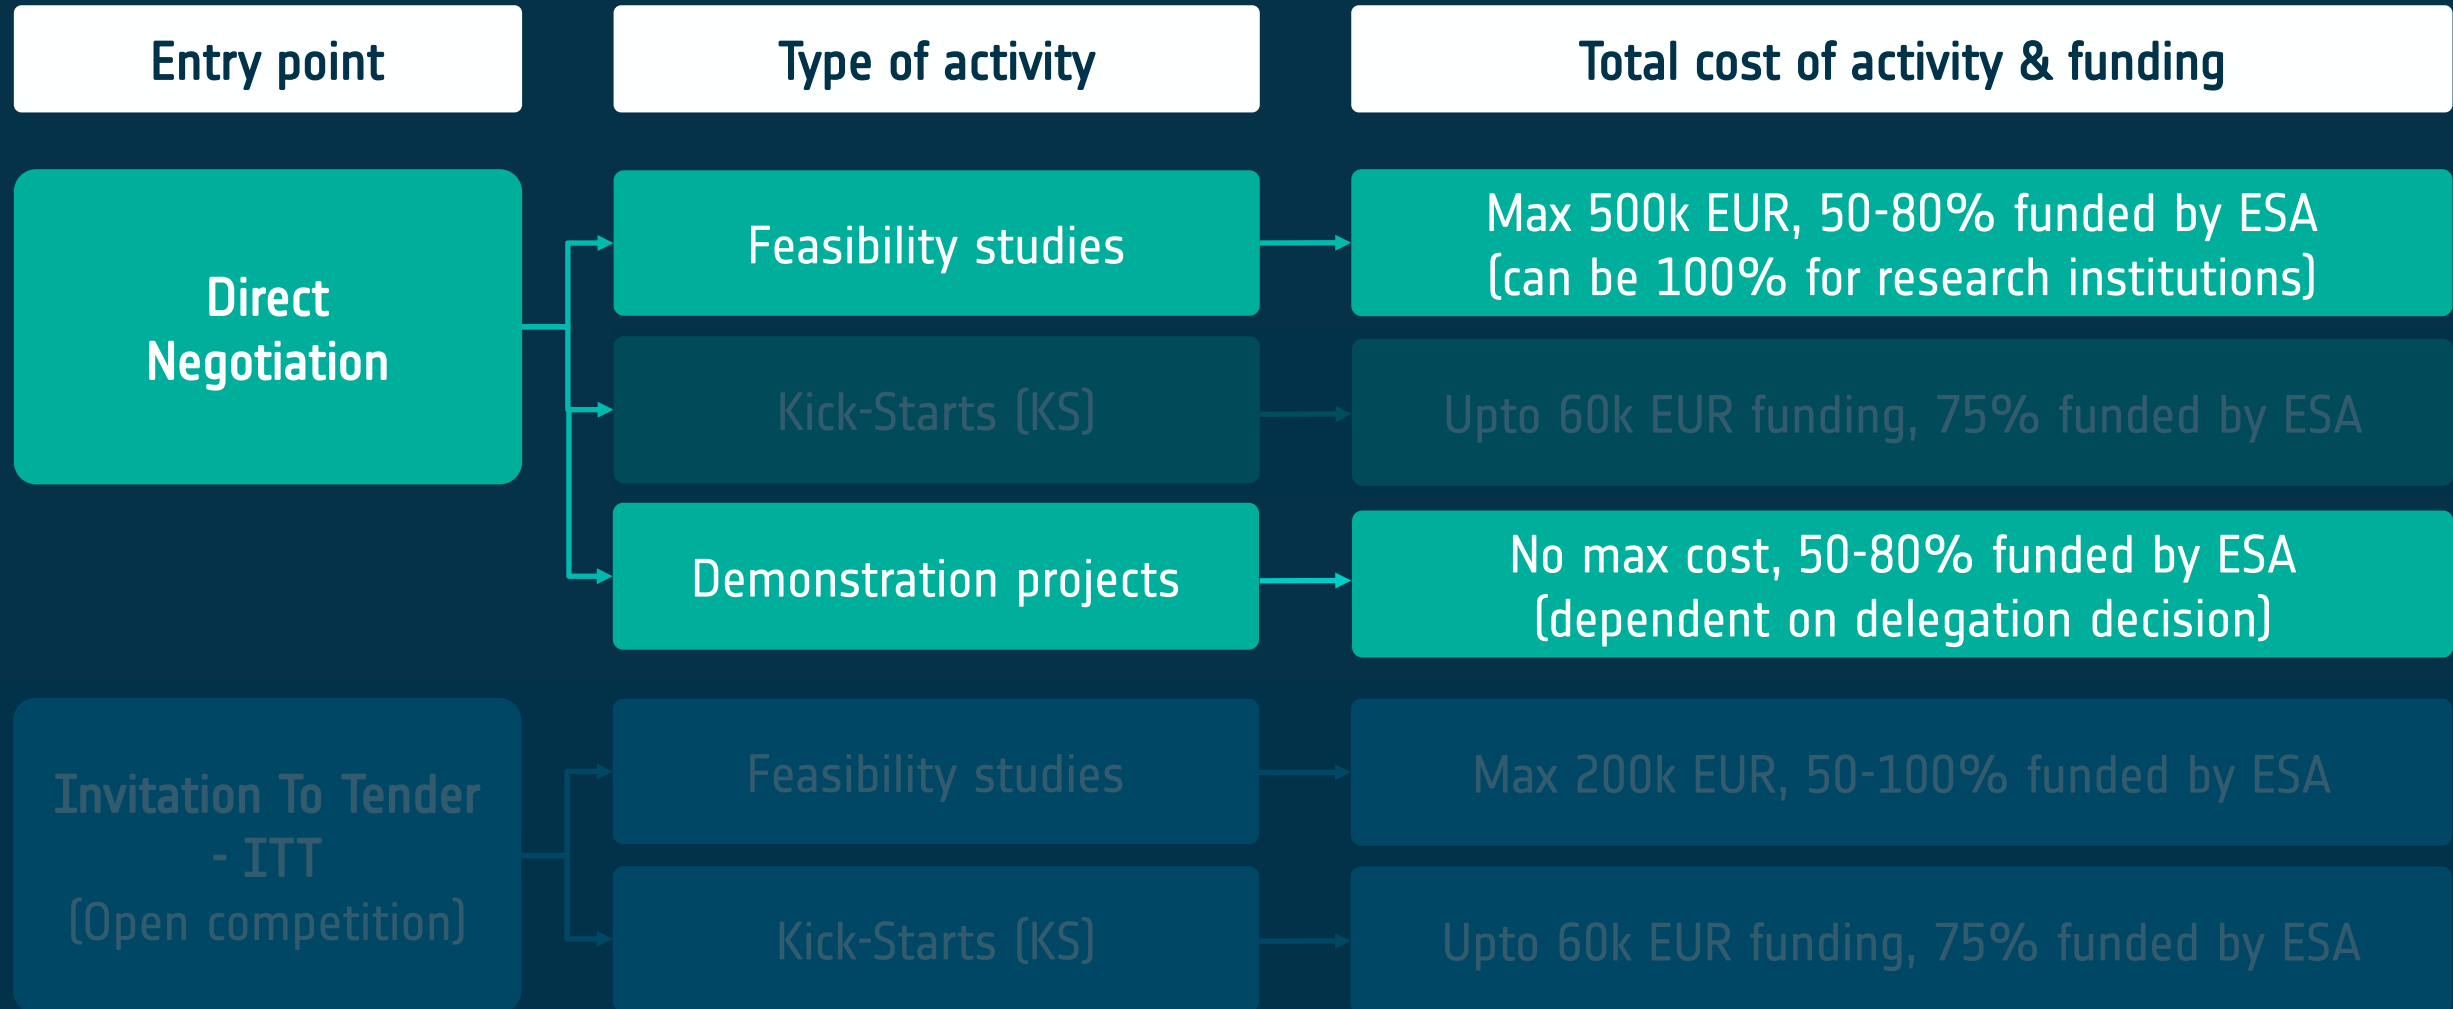 Entry point
Type of activity
Total cost of activity & funding
Direct
Negotiation
Feasibility studies
Max 500k EUR, 50-80% funded by ESA
(can be 100% for research institutions)
Kick-Starts (KS)
Upto 60k EUR funding, 75% funded by ESA
Demonstration projects
No max cost, 50-80% funded by ESA
(dependent on delegation decision)
Invitation To Tender
- ITT
(Open competition)
Feasibility studies
Max 200k EUR, 50-100% funded by ESA
Kick-Starts (KS)
Upto 60k EUR funding, 75% funded by ESA